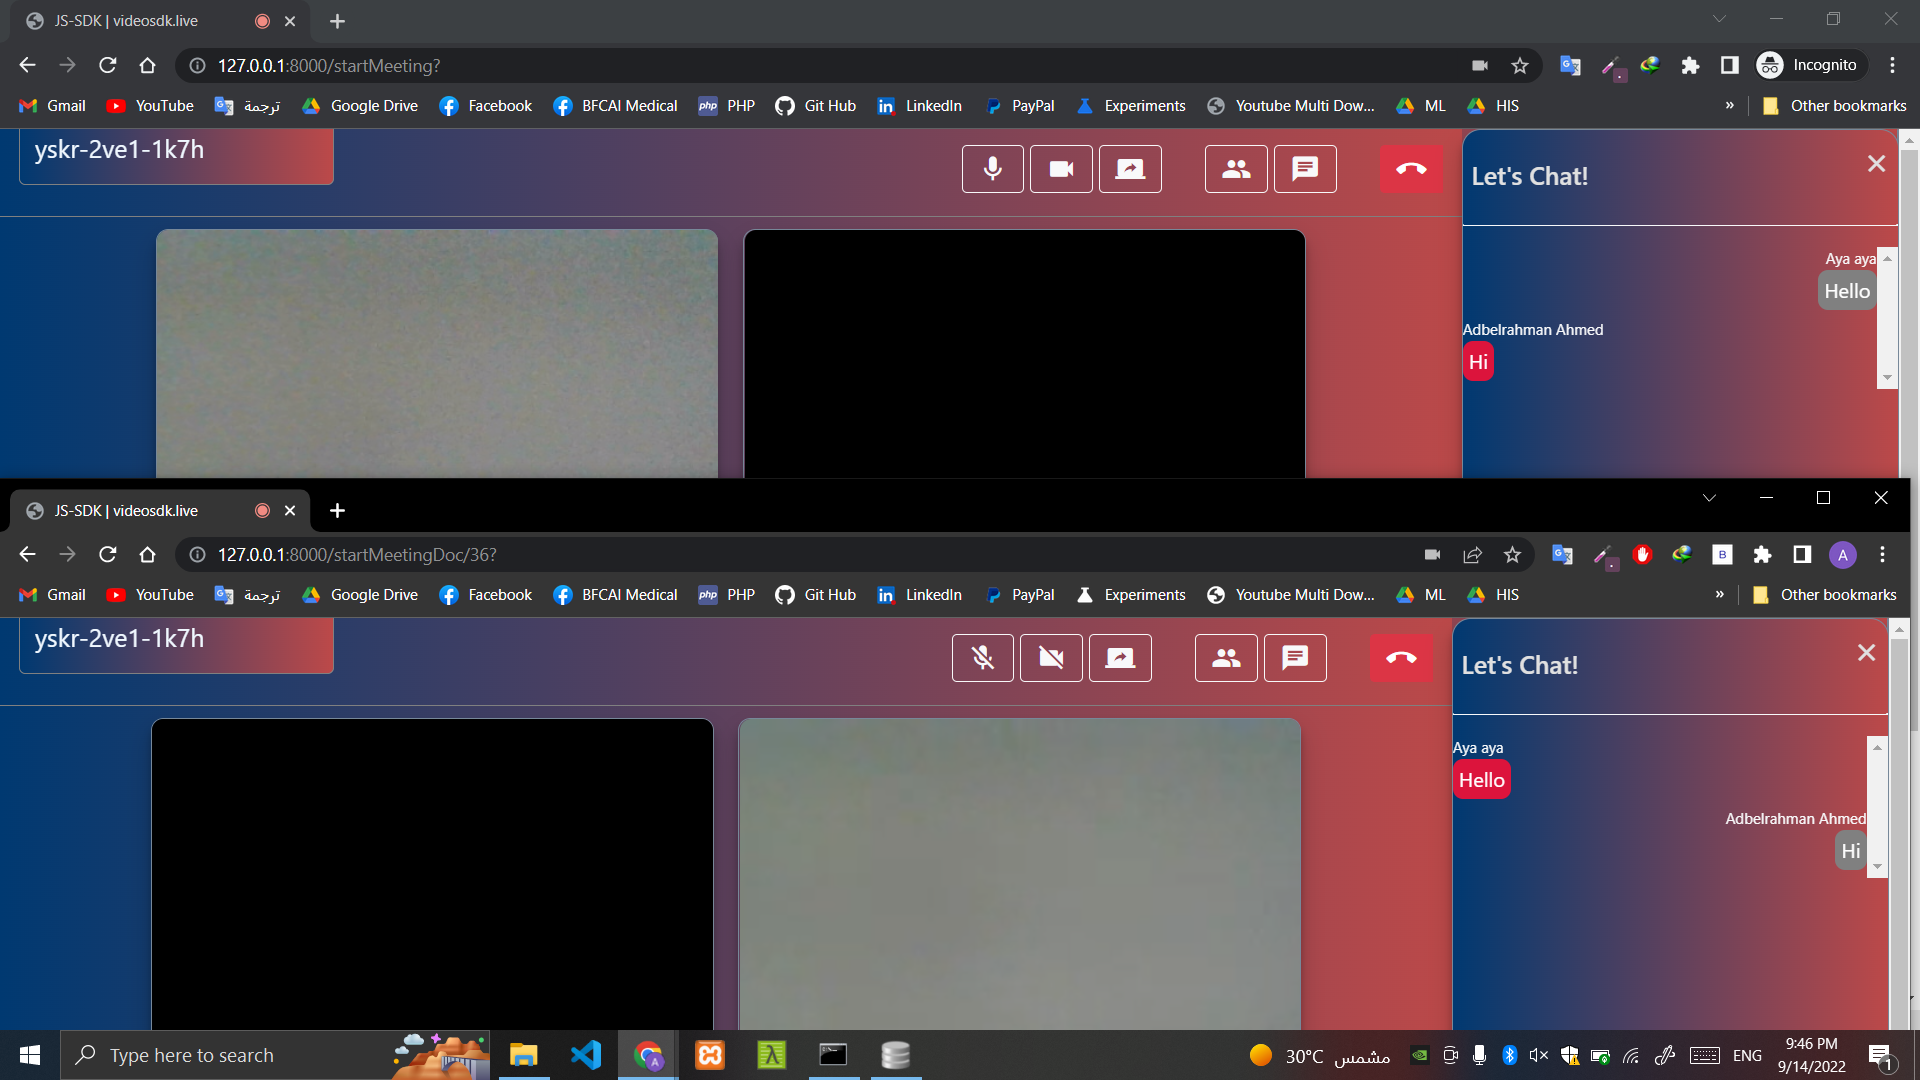 JS-SDK | videosdk.live
127.0.0.1:8000/startMeeting?
Incognito
Gmail YouTube ترجمة Google Drive Facebook BFCAI Medical PHP Git Hub LinkedIn PayPal Experiments Youtube Multi Dow... ML HIS » Other bookmarks
yskr-2ve1-1k7h
Let's Chat!
Aya aya
Hello
Adbelrahman Ahmed
Hi
JS-SDK | videosdk.live
127.0.0.1:8000/startMeetingDoc/36?
B
A
Gmail YouTube ترجمة Google Drive Facebook BFCAI Medical PHP Git Hub LinkedIn PayPal Experiments Youtube Multi Dow... ML HIS » Other bookmarks
yskr-2ve1-1k7h
Let's Chat!
Aya aya
Hello
Adbelrahman Ahmed
Hi
Type here to search
30°C مشمس
ENG
9:46 PM
9/14/2022
1